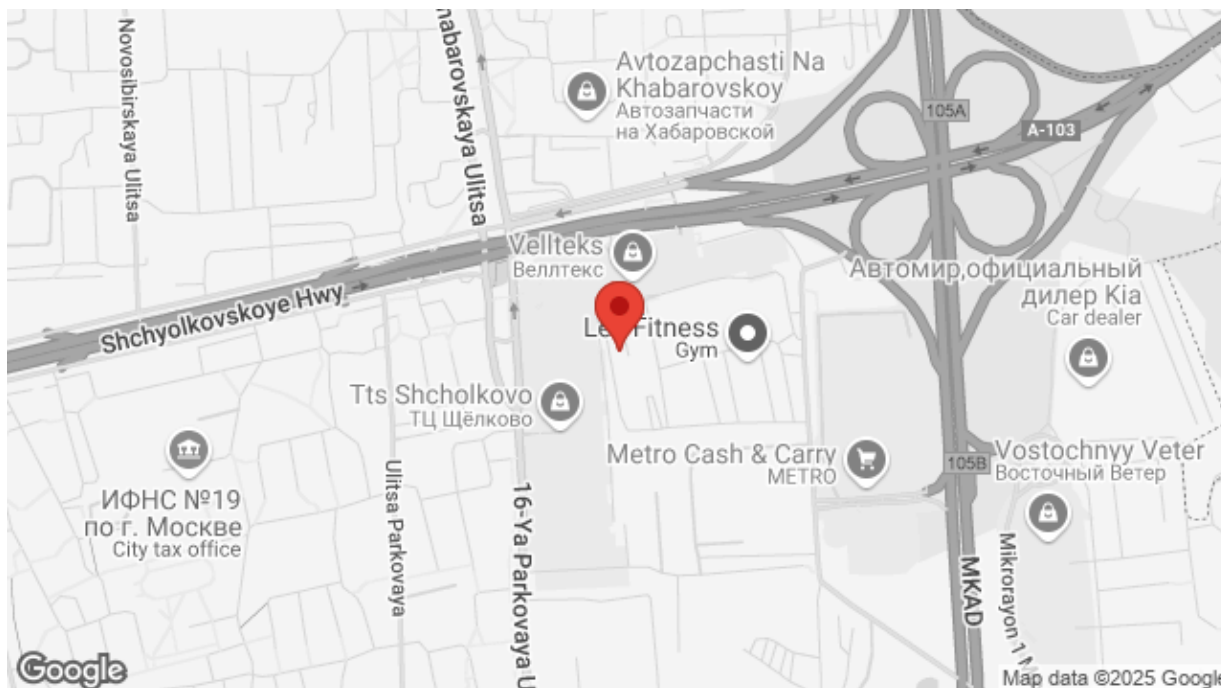 Novosibirskaya Ulitsa
habarovskaya Ulitsa
Avtozapchasti Na
Khabarovskoy
Автозапчасти
на Хабаровской
105A
A-103
Vellteks
Веллтекс
Автомир,официальный
дилер Kia
Car dealer
Shchyolkovskoye Hwy
Fitness
Gym
Tts Shcholkovo
ТЦ Щёлково
Metro Cash & Carry
METRO
105B
Vostochnyy Veter
Восточный Ветер
ИФНС №19
по г. Москве
City tax office
Ulitsa Parkovaya
16-Ya Parkovaya U
MKAD
Mikrorayon 1 M
Google
Map data ©2025 Google